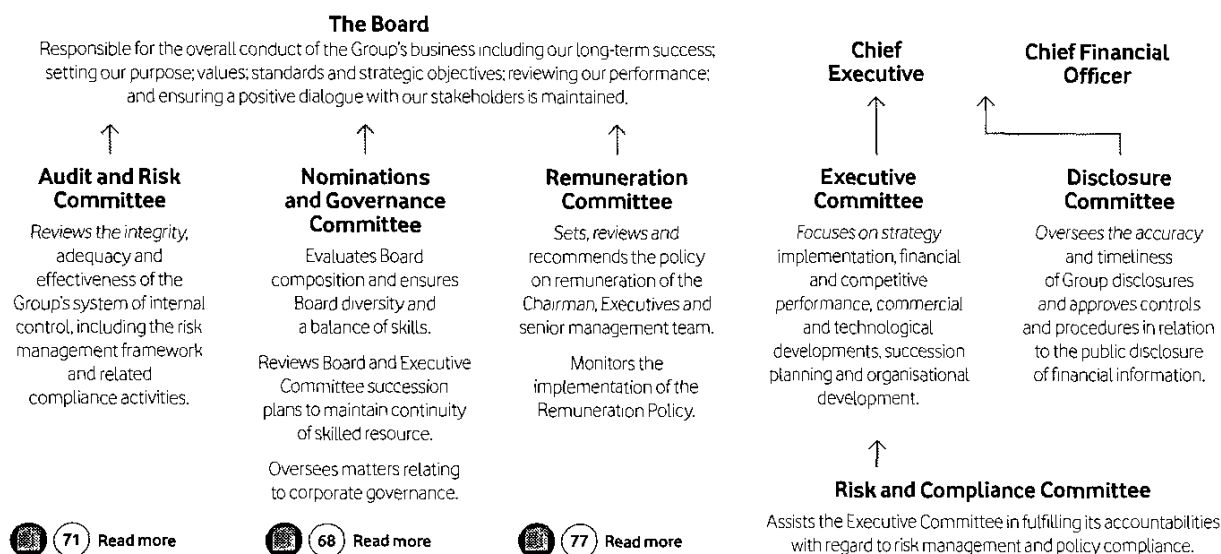 The Board
Responsible for the overall conduct of the Group's business including our long-term success;
setting our purpose; values; standards and strategic objectives; reviewing our performance;
and ensuring a positive dialogue with our stakeholders is maintained.
Audit and Risk
Committee
Reviews the integrity,
adequacy and
effectiveness of the
Group's system of internal
control, including the risk
management framework
and related
compliance activities.
71 Read more
Nominations
and Governance
Committee
Evaluates Board
composition and ensures
Board diversity and
a balance of skills.
Reviews Board and Executive
Committee succession
plans to maintain continuity
of skilled resource.
Oversees matters relating
to corporate governance.
68 Read more
Remuneration
Committee
Sets, reviews and
recommends the policy
on remuneration of the
Chairman, Executives and
senior management team.
Monitors the
implementation of the
Remuneration Policy.
77 Read more
Chief
Executive
Chief Financial
Officer
Executive
Committee
Focuses on strategy
implementation, financial
and competitive
performance, commercial
and technological
developments, succession
planning and organisational
development.
Disclosure
Committee
Oversees the accuracy
and timeliness
of Group disclosures
and approves controls
and procedures in relation
to the public disclosure
of financial information.
Risk and Compliance Committee
Assists the Executive Committee in fulfilling its accountabilities
with regard to risk management and policy compliance.